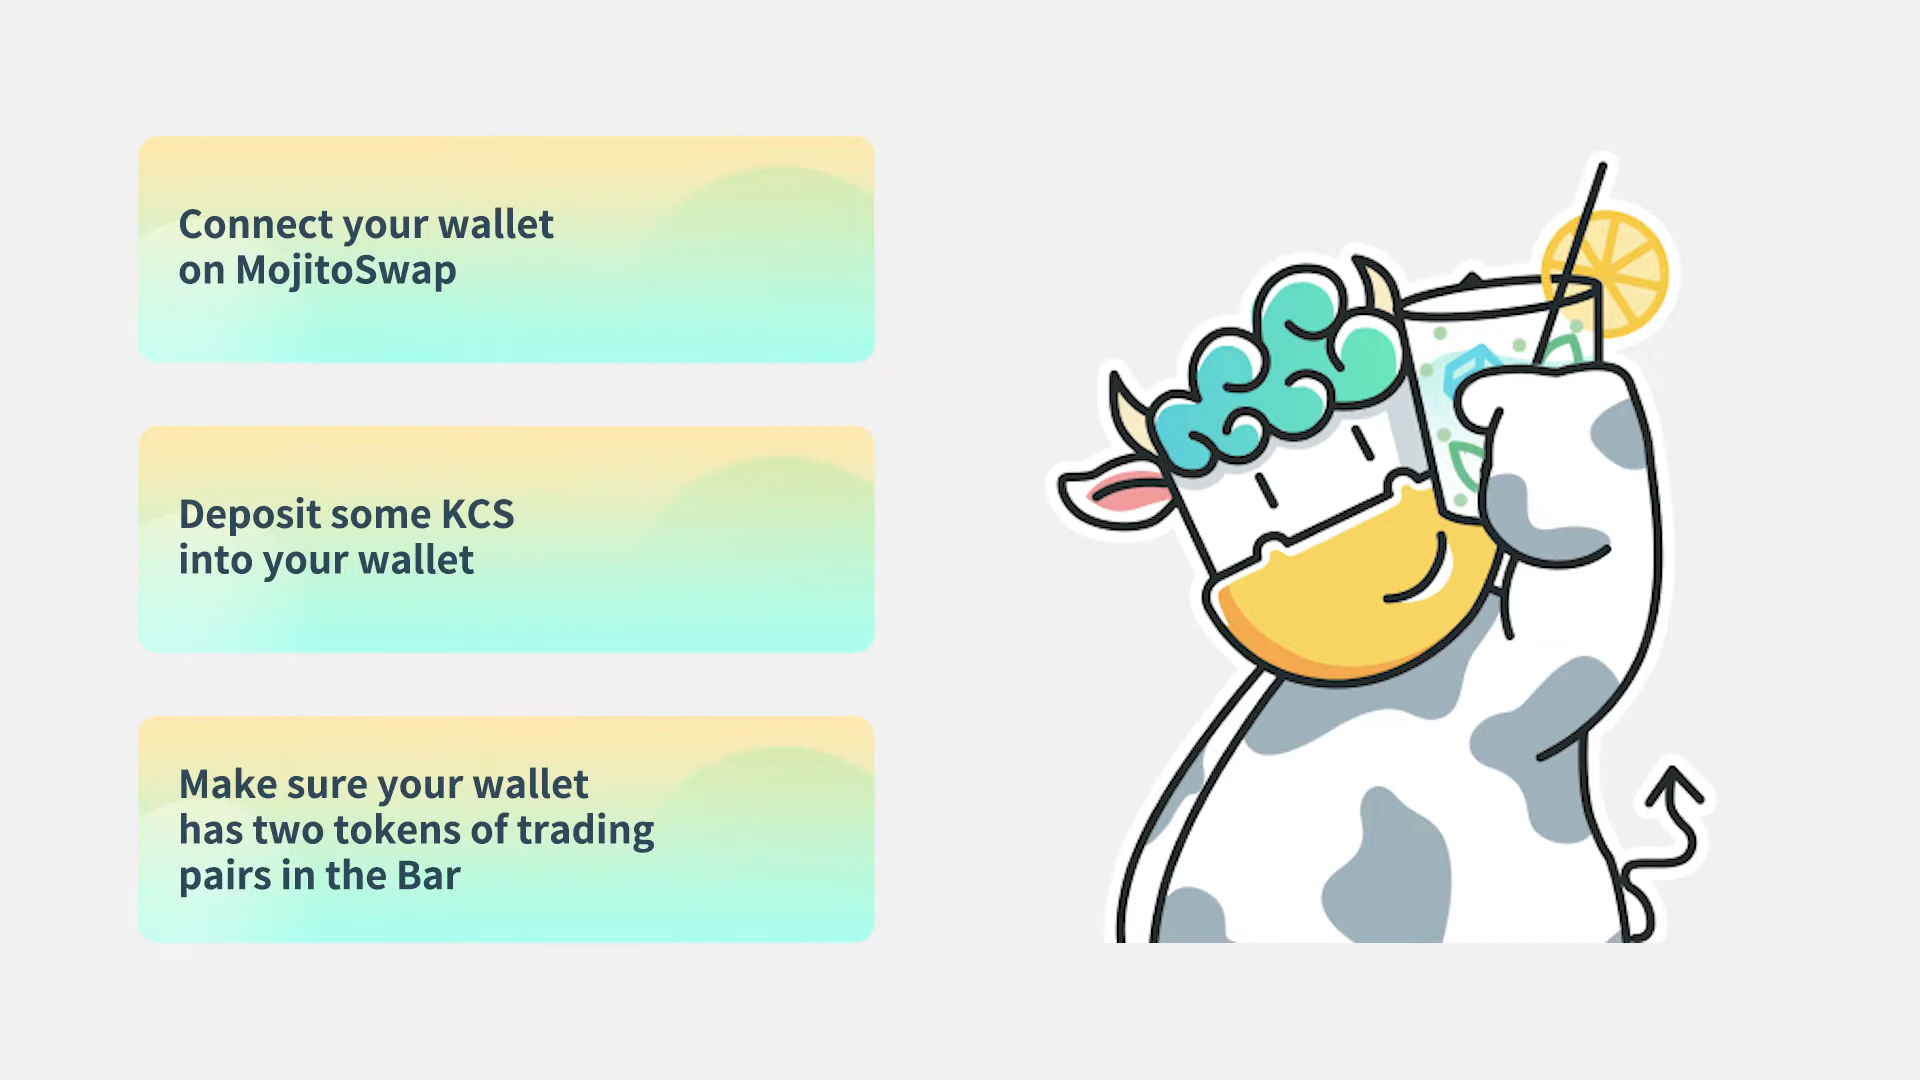 Connect your wallet
on MojitoSwap
Deposit some KCS
into your wallet
Make sure your wallet
has two tokens of trading
pairs in the Bar